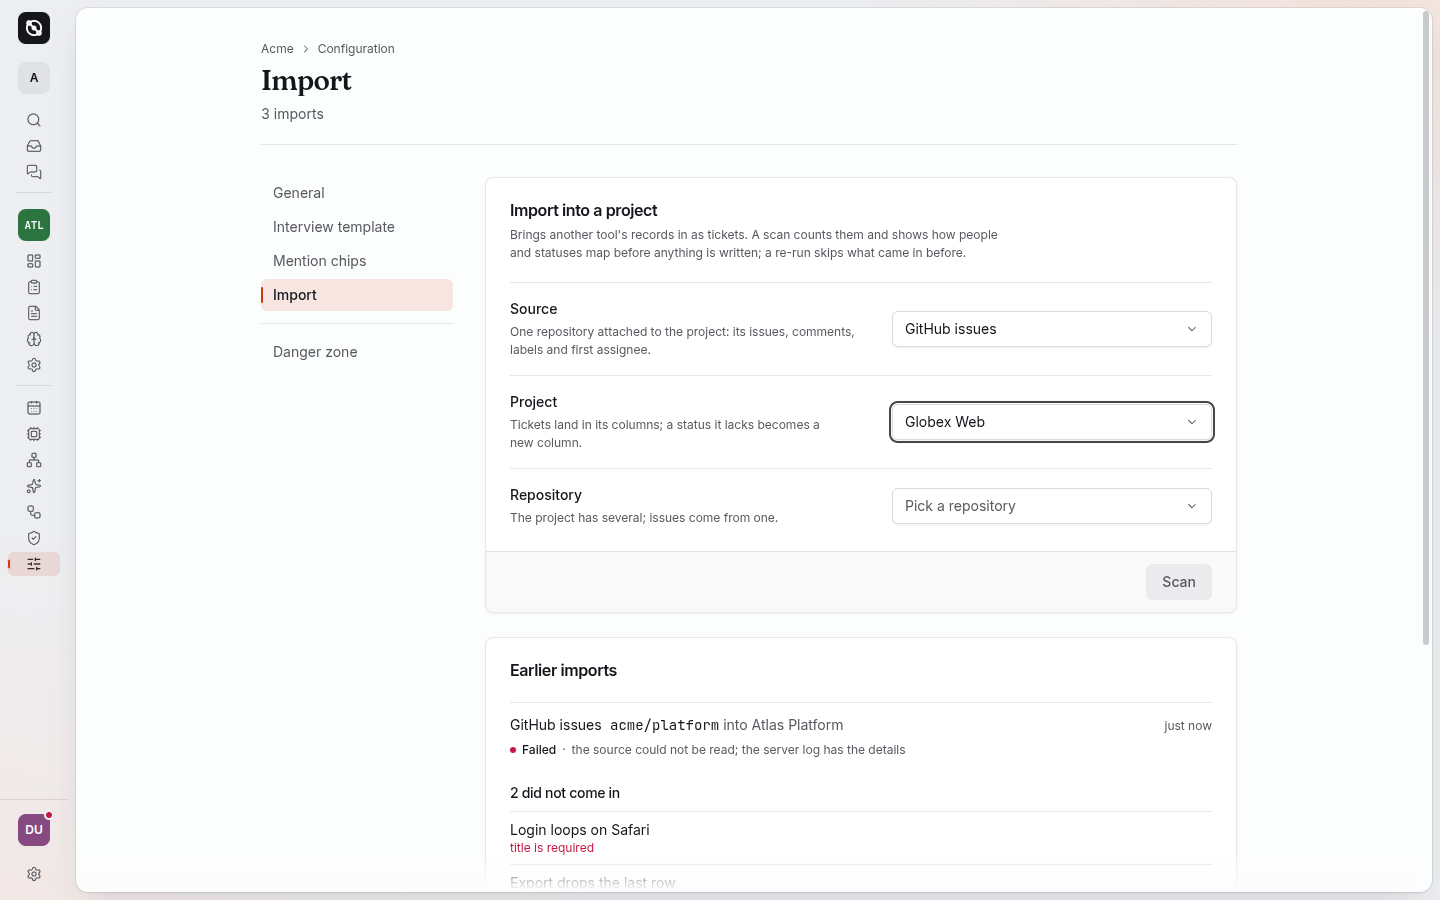 A
Acme
Configuration
Import
3 imports
General
Interview template
Mention chips
Import
Danger zone
ATL
DU
Import into a project
Brings another tool's records in as tickets. A scan counts them and shows how people
and statuses map before anything is written; a re-run skips what came in before.
Source
One repository attached to the project: its issues, comments,
labels and first assignee.
GitHub issues
Project
Tickets land in its columns; a status it lacks becomes a
new column.
Globex Web
Repository
The project has several; issues come from one.
Pick a repository
Scan
Earlier imports
GitHub issues acme/platform into Atlas Platform
just now
Failed · the source could not be read; the server log has the details
2 did not come in
Login loops on Safari
title is required
Export drops the last row